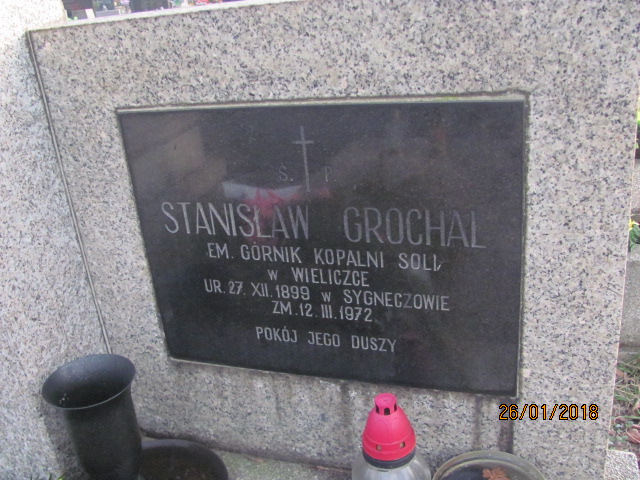 Ś. P.
STANISŁAW GROCHAL
EM. GÓRNIK KOPALNI SOLI,
W WIELICZCE
UR. 27. XII. 1899 W SYGNECZOWIE
ZM. 12. III. 1972
POKÓJ JEGO DUSZY
26/01/2018